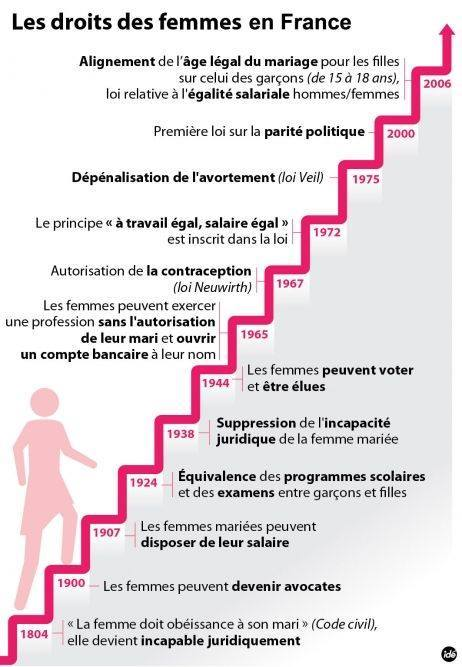 Les droits des femmes en France
Alignement de l'âge légal du mariage pour les filles
sur celui des garçons (de 15 à 18 ans),
loi relative à l'égalité salariale hommes/femmes
2006
Première loi sur la parité politique
2000
Dépénalisation de l'avortement (loi Veil)
1975
Le principe « à travail égal, salaire égal »
est inscrit dans la loi
1972
Autorisation de la contraception
(loi Neuwirth)
1967
Les femmes peuvent exercer
une profession sans l'autorisation
de leur mari et ouvrir
un compte bancaire à leur nom
1965
1944
Les femmes peuvent voter
et être élues
1938
Suppression de l'incapacité
juridique de la femme mariée
1924
Équivalence des programmes scolaires
et des examens entre garçons et filles
1907
Les femmes mariées peuvent
disposer de leur salaire
1900
Les femmes peuvent devenir avocates
1804
« La femme doit obéissance à son mari » (Code civil),
elle devient incapable juridiquement
idé